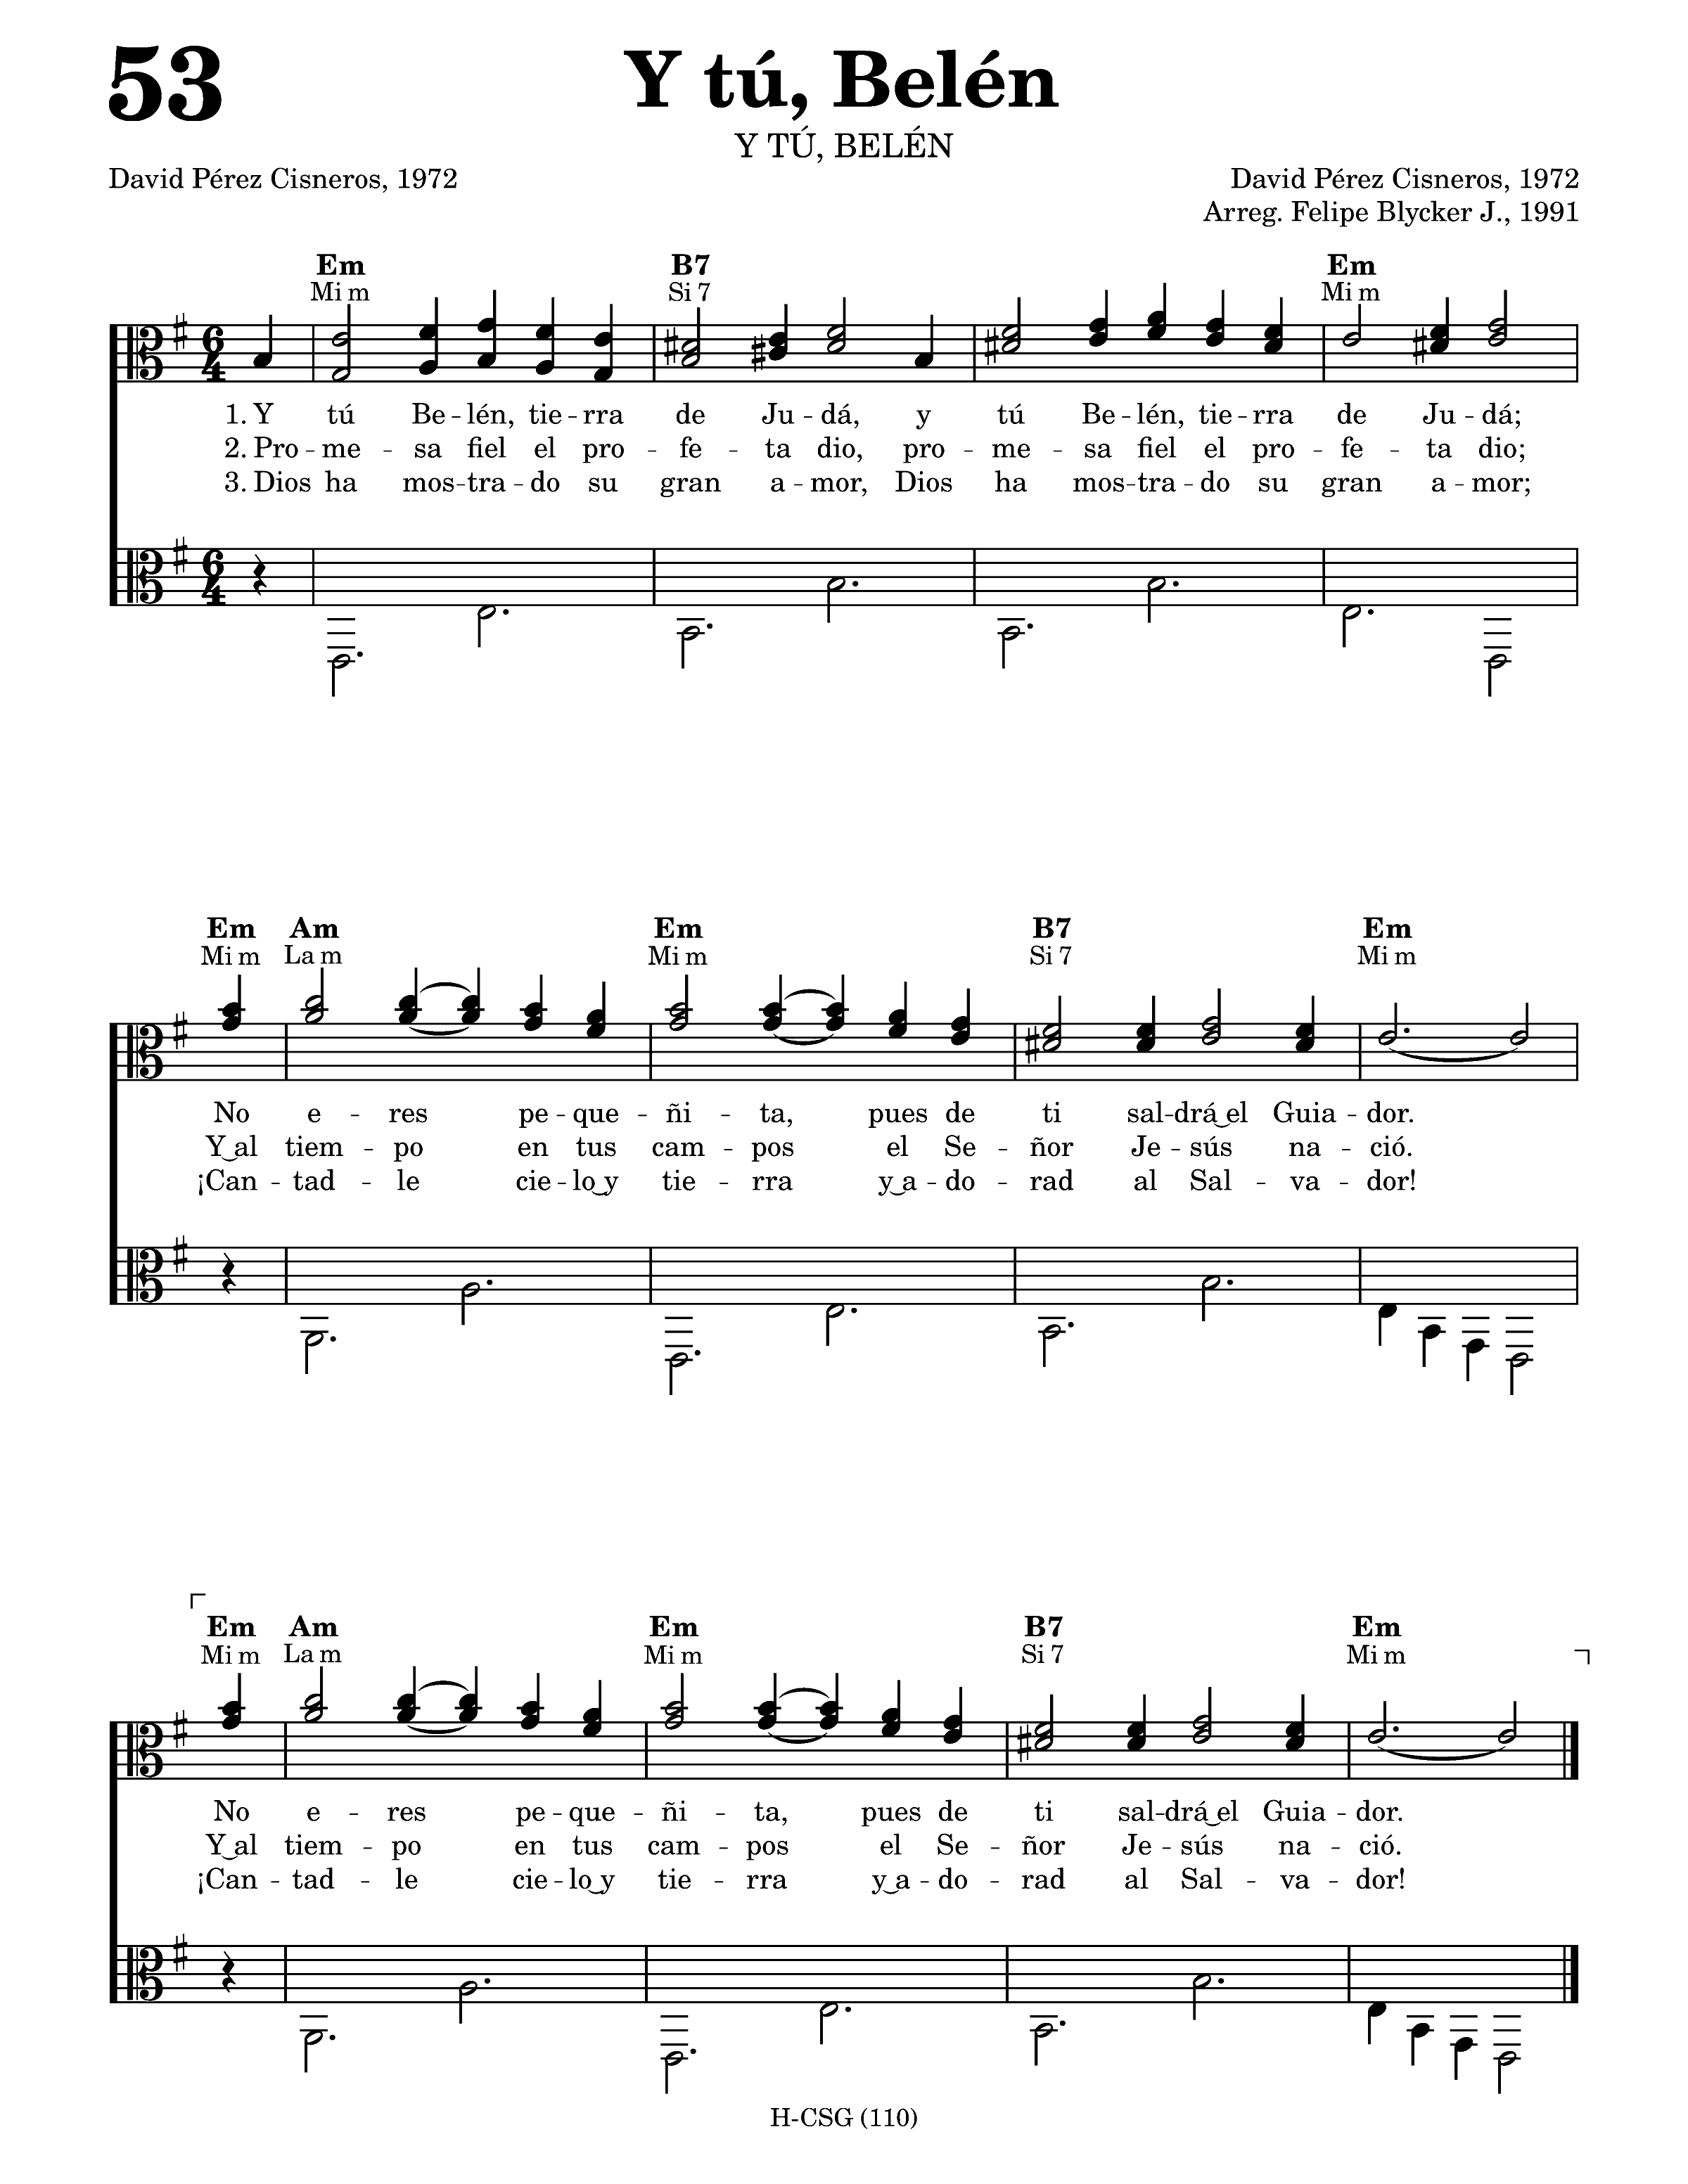 53
Y tú, Belén
Y TÚ, BELÉN
David Pérez Cisneros, 1972
David Pérez Cisneros, 1972
Arreg. Felipe Blycker J., 1991
Em B7 Em
Mi m Si 7 Mi m
6 4
1. Y tú Be – lén, tie – rra de Ju – dá, y tú Be – lén, tie – rra de Ju – dá;
2. Pro – me – sa fiel el pro – fe – ta dio, pro – me – sa fiel el pro – fe – ta dio;
3. Dios ha mos – tra – do su gran a – mor, Dios ha mos – tra – do su gran a – mor;
6 4
Em Am Em B7 Em
Mi m La m Mi m Si 7 Mi m
No e – res pe – que – ñi – ta, pues de ti sal – drá‿el Guia – dor.
Y‿al tiem – po en tus cam – pos el Se – ñor Je – sús na – ció.
¡Can – tad – le cie – lo‿y tie – rra y‿a – do – rad al Sal – va – dor!
Em Am Em B7 Em
Mi m La m Mi m Si 7 Mi m
No e – res pe – que – ñi – ta, pues de ti sal – drá‿el Guia – dor.
Y‿al tiem – po en tus cam – pos el Se – ñor Je – sús na – ció.
¡Can – tad – le cie – lo‿y tie – rra y‿a – do – rad al Sal – va – dor!
H-CSG (110)